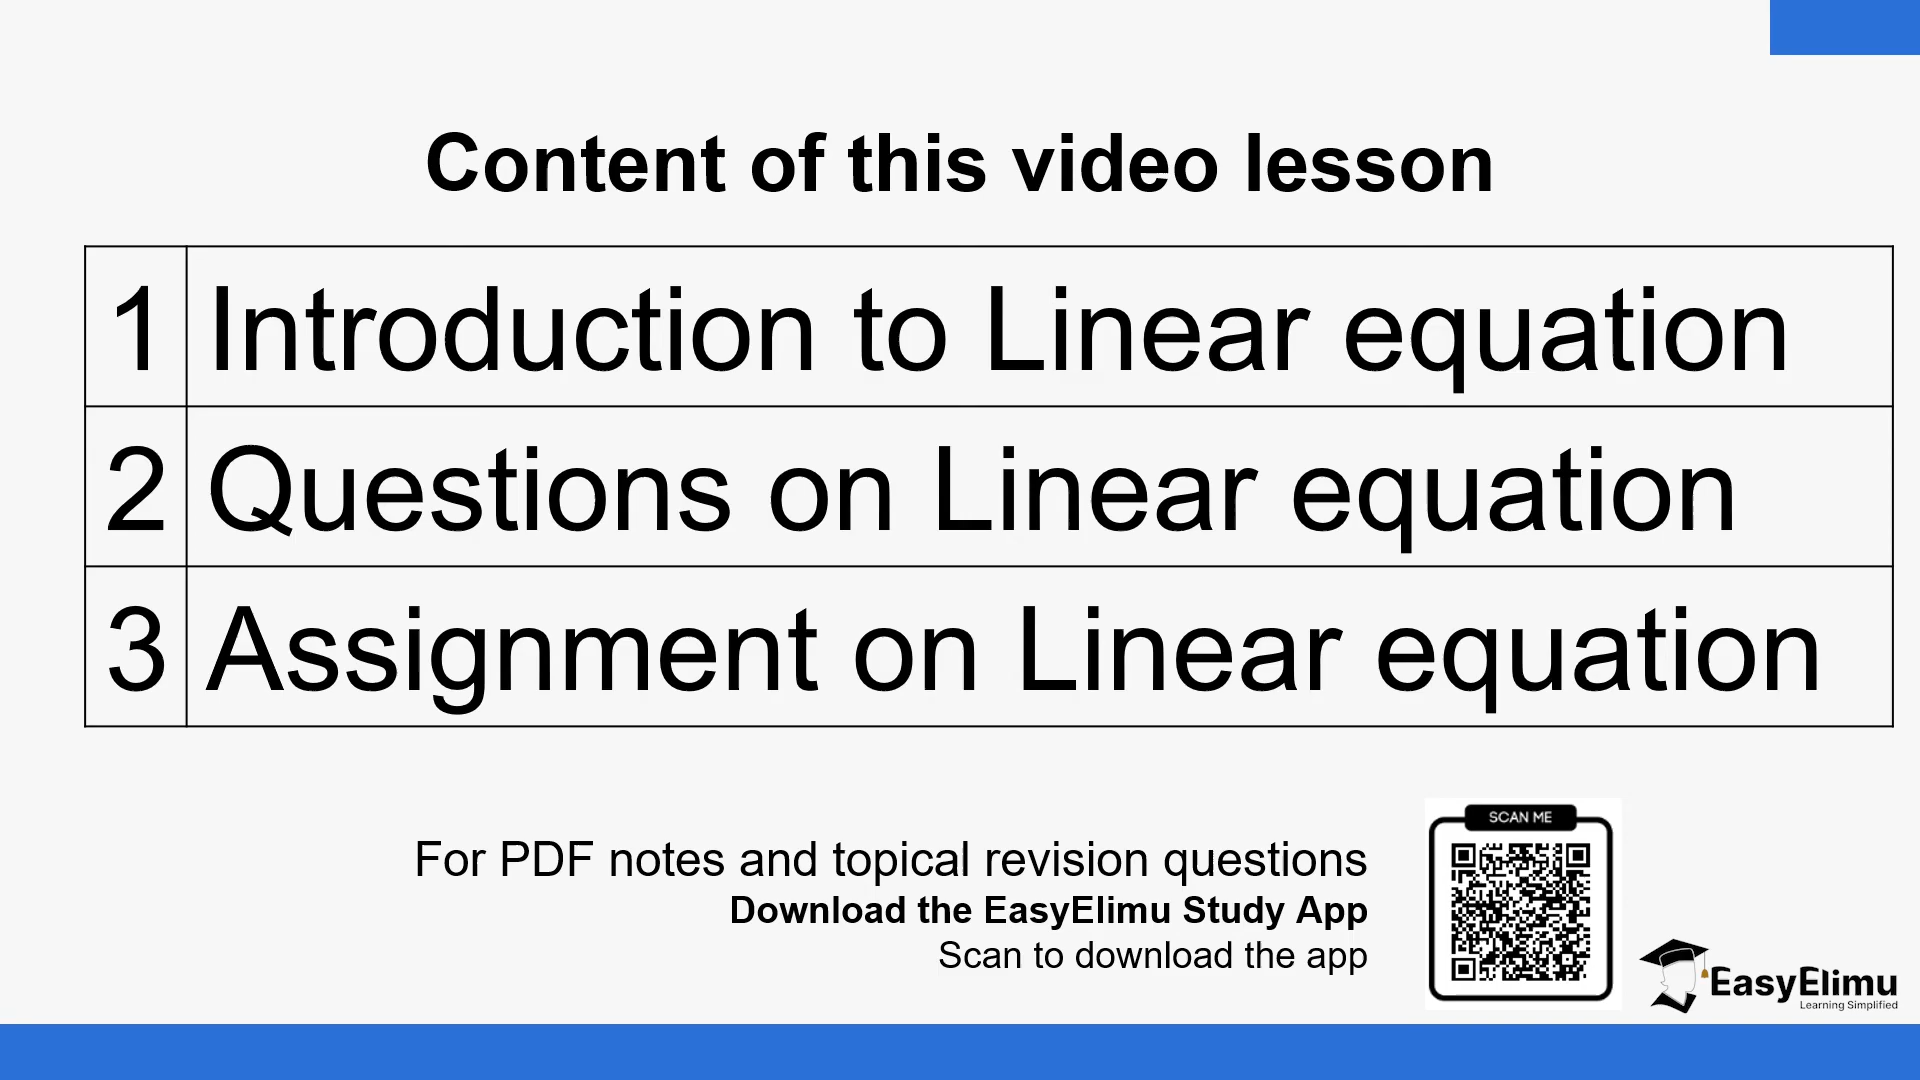 Content of this video lesson
1 Introduction to Linear equation
2 Questions on Linear equation
3 Assignment on Linear equation
For PDF notes and topical revision questions
Download the EasyElimu Study App
Scan to download the app
SCAN ME
EasyElimu
Learning Simplified